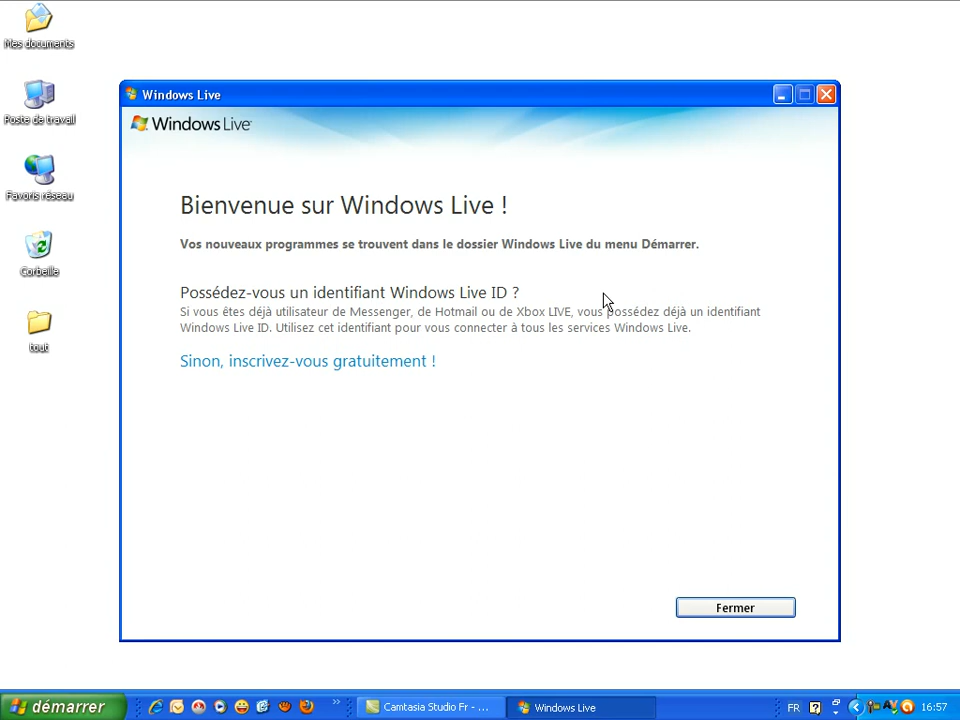 Mes documents
Poste de travail
Favoris réseau
Corbeille
tout
Windows Live
Windows Live
Bienvenue sur Windows Live !
Vos nouveaux programmes se trouvent dans le dossier Windows Live du menu Démarrer.
Possédez-vous un identifiant Windows Live ID ?
Si vous êtes déjà utilisateur de Messenger, de Hotmail ou de Xbox LIVE, vous possédez déjà un identifiant
Windows Live ID. Utilisez cet identifiant pour vous connecter à tous les services Windows Live.
Sinon, inscrivez-vous gratuitement !
Fermer
démarrer
Camtasia Studio Fr - ...
Windows Live
FR
16:57